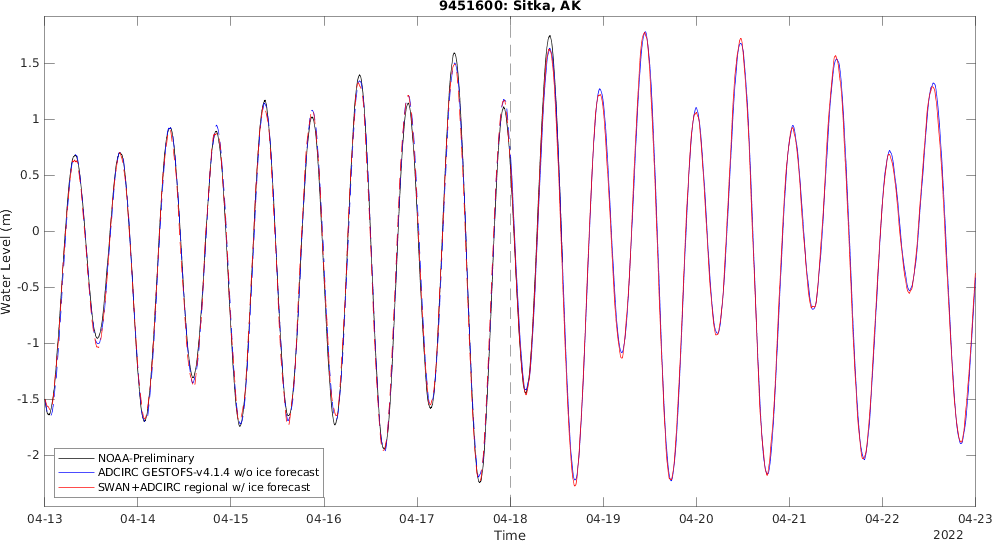 9451600: Sitka, AK
Water Level (m)
1.5
1
0.5
0
-0.5
-1
-1.5
-2
NOAA-Preliminary
ADCIRC GESTOFS-v4.1.4 w/o ice forecast
SWAN+ADCIRC regional w/ ice forecast
04-13 04-14 04-15 04-16 04-17 04-18 04-19 04-20 04-21 04-22 04-23
Time
2022